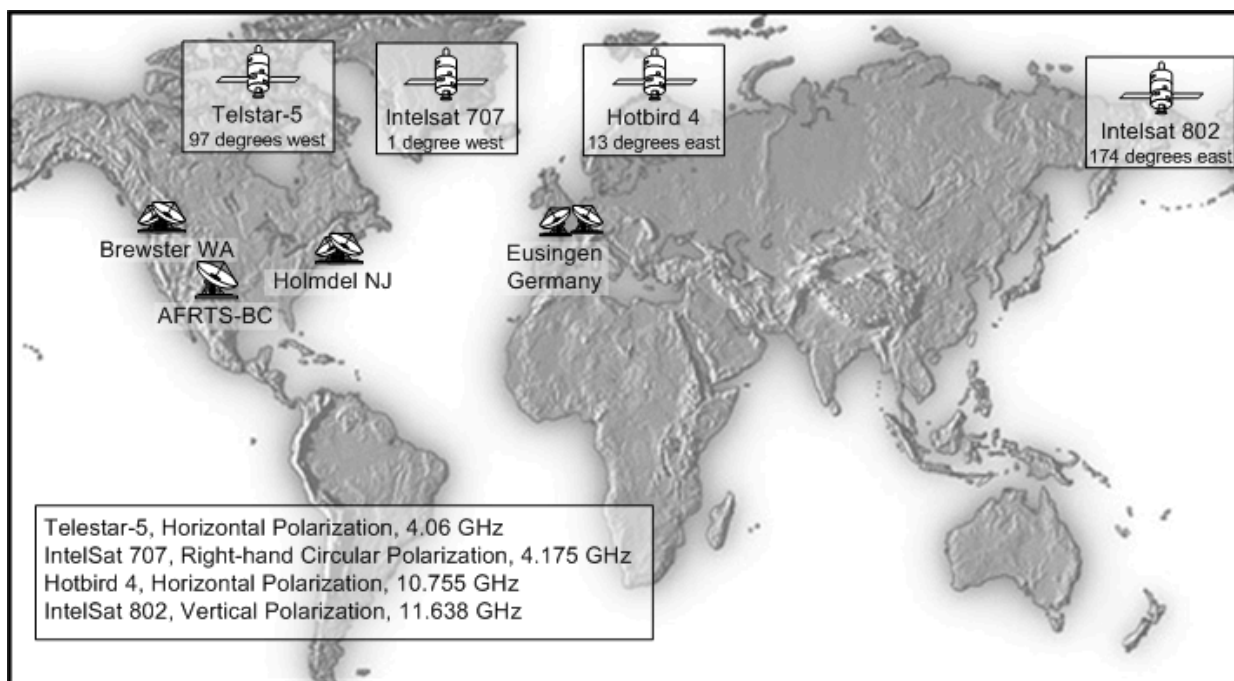 Telstar-5
97 degrees west
Intelsat 707
1 degree west
Hotbird 4
13 degrees east
Intelsat 802
174 degrees east
Brewster WA
Holmdel NJ
AFRTS-BC
Eusingen
Germany
Telestar-5, Horizontal Polarization, 4.06 GHz
IntelSat 707, Right-hand Circular Polarization, 4.175 GHz
Hotbird 4, Horizontal Polarization, 10.755 GHz
IntelSat 802, Vertical Polarization, 11.638 GHz